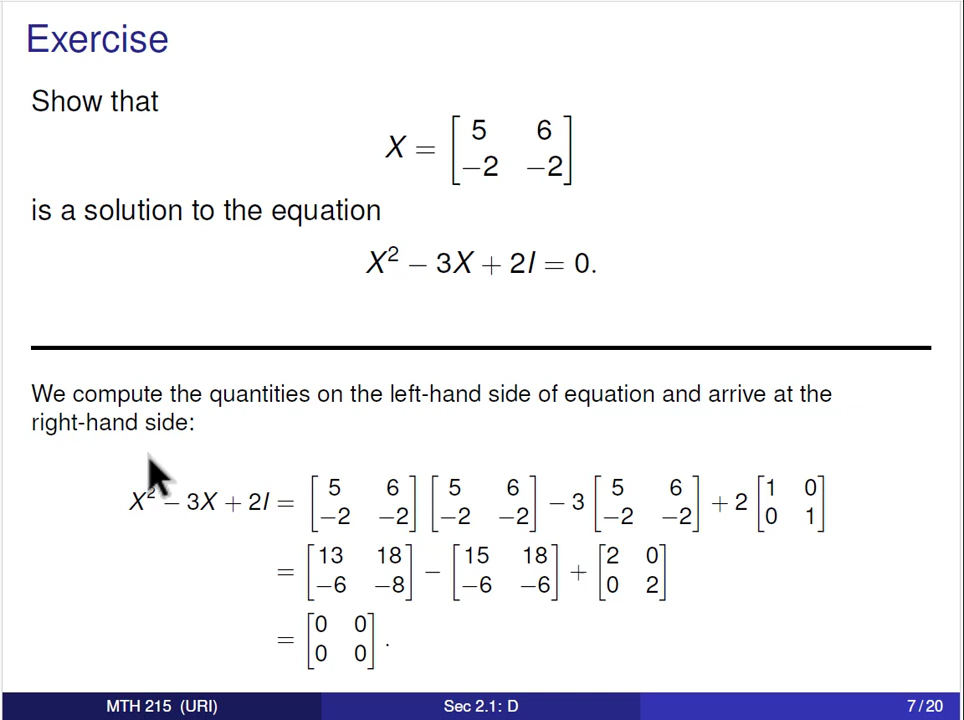 Exercise
Show that
X = [ 5 6
−2 −2 ]
is a solution to the equation
X² − 3X + 2I = 0.
We compute the quantities on the left-hand side of equation and arrive at the
right-hand side:
X² − 3X + 2I = [ 5 6 ; −2 −2 ] [ 5 6 ; −2 −2 ] − 3 [ 5 6 ; −2 −2 ] + 2 [ 1 0 ; 0 1 ]
= [ 13 18 ; −6 −8 ] − [ 15 18 ; −6 −6 ] + [ 2 0 ; 0 2 ]
= [ 0 0 ; 0 0 ] .
MTH 215 (URI) Sec 2.1: D 7 / 20